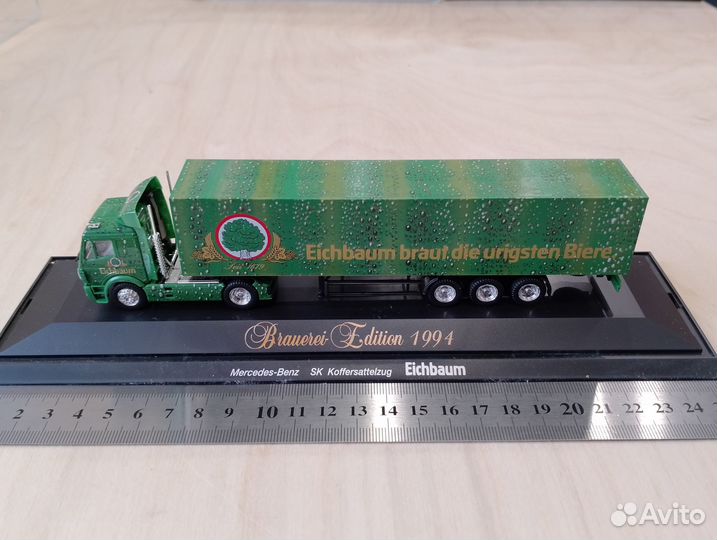 Eichbaum braut die urigsten Biere
Seit 1679
Eichbaum
Brauerei-Edition 1994
Mercedes-Benz SK Koffersattelzug Eichbaum
2 3 4 5 6 7 8 9 10 11 12 13 14 15 16 17 18 19 20 21 22 23 24
Avito